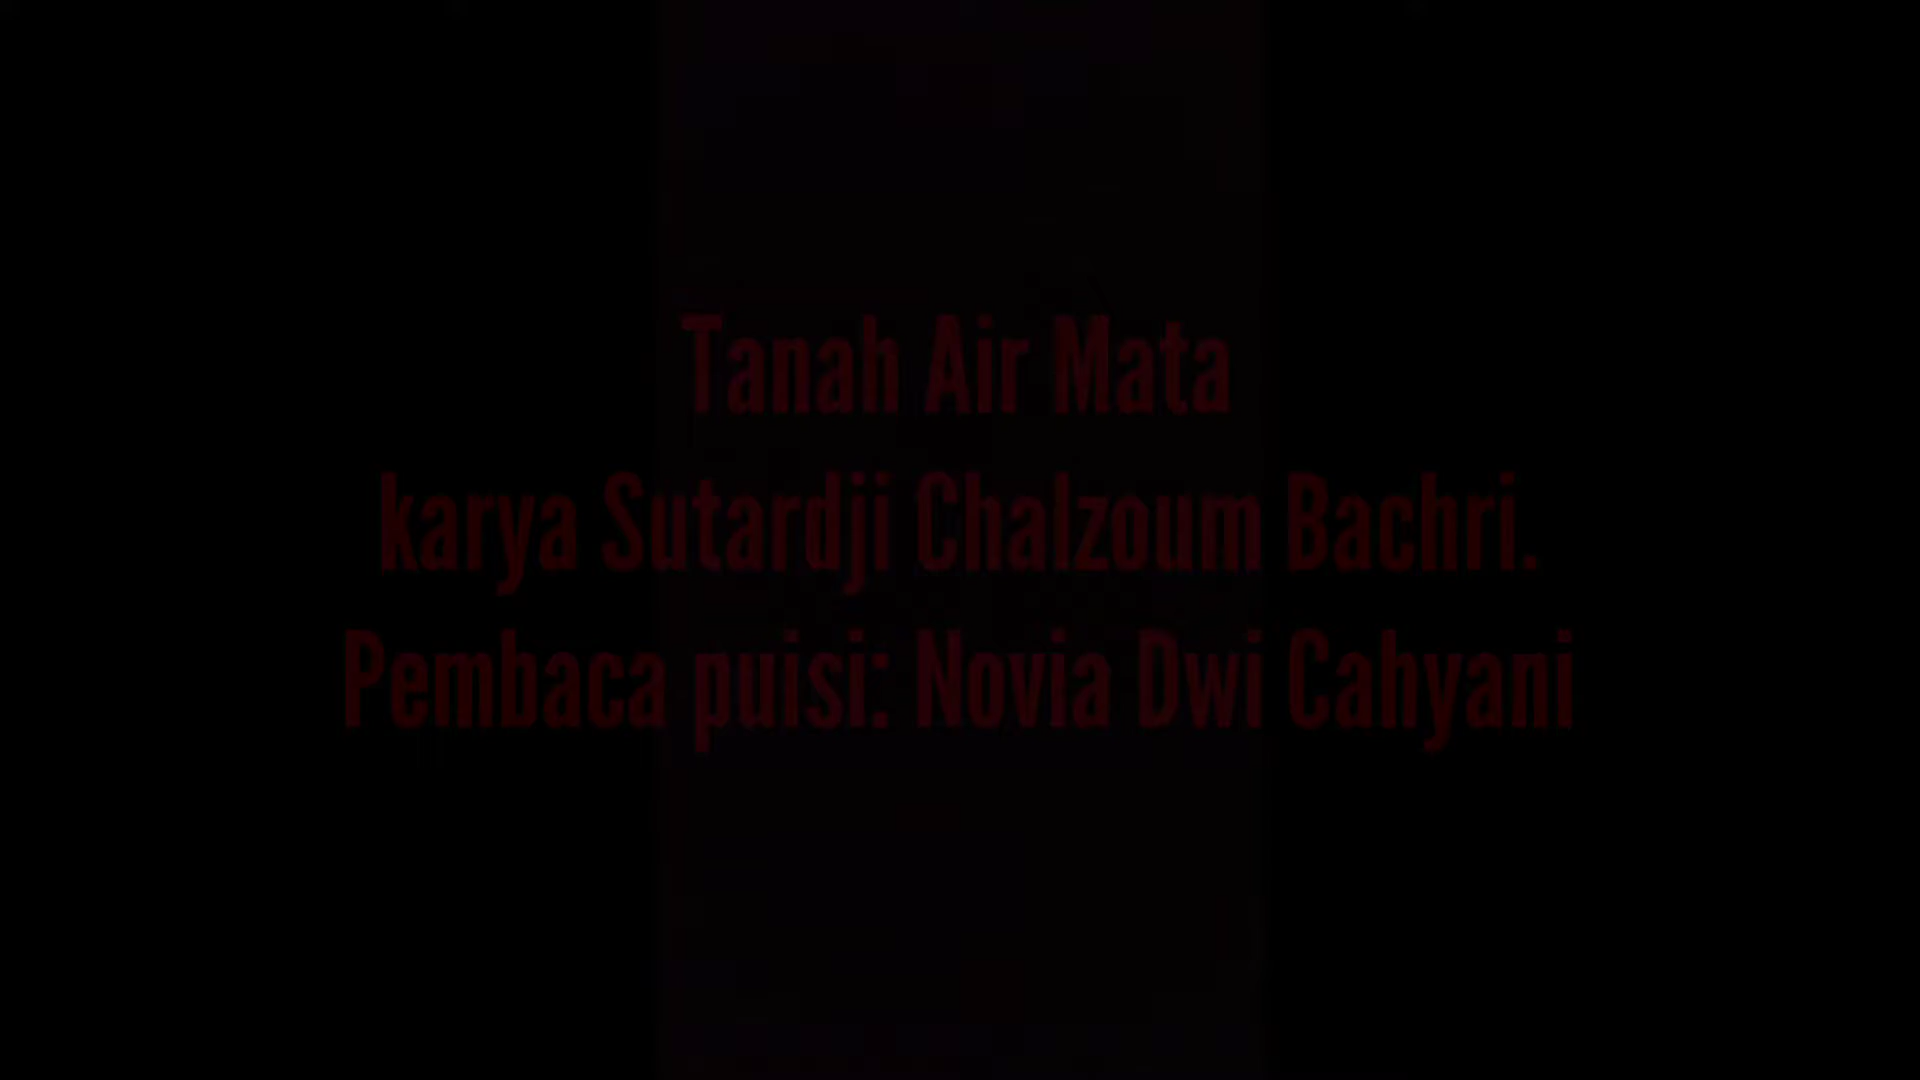 Tanah Air Mata
karya Sutardji Chalzoum Bachri.
Pembaca puisi: Novia Dwi Cahyani